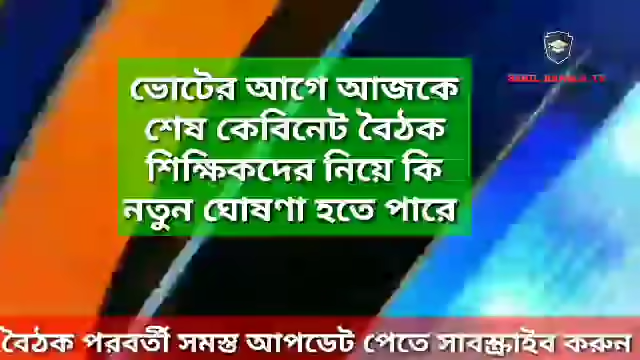 ভোটের আগে আজকে
শেষ কেবিনেট বৈঠক
শিক্ষিকদের নিয়ে কি
নতুন ঘোষণা হতে পারে
বৈঠক পরবর্তী সমস্ত আপডেট পেতে সাবস্ক্রাইব করুন